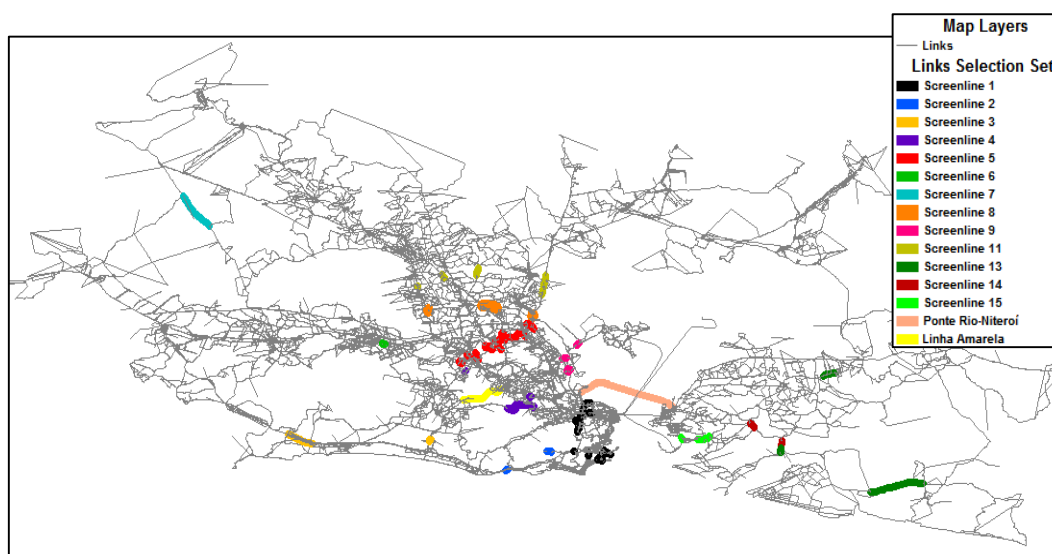 Map Layers
Links
Links Selection Set
Screenline 1
Screenline 2
Screenline 3
Screenline 4
Screenline 5
Screenline 6
Screenline 7
Screenline 8
Screenline 9
Screenline 11
Screenline 13
Screenline 14
Screenline 15
Ponte Rio-Niteroí
Linha Amarela